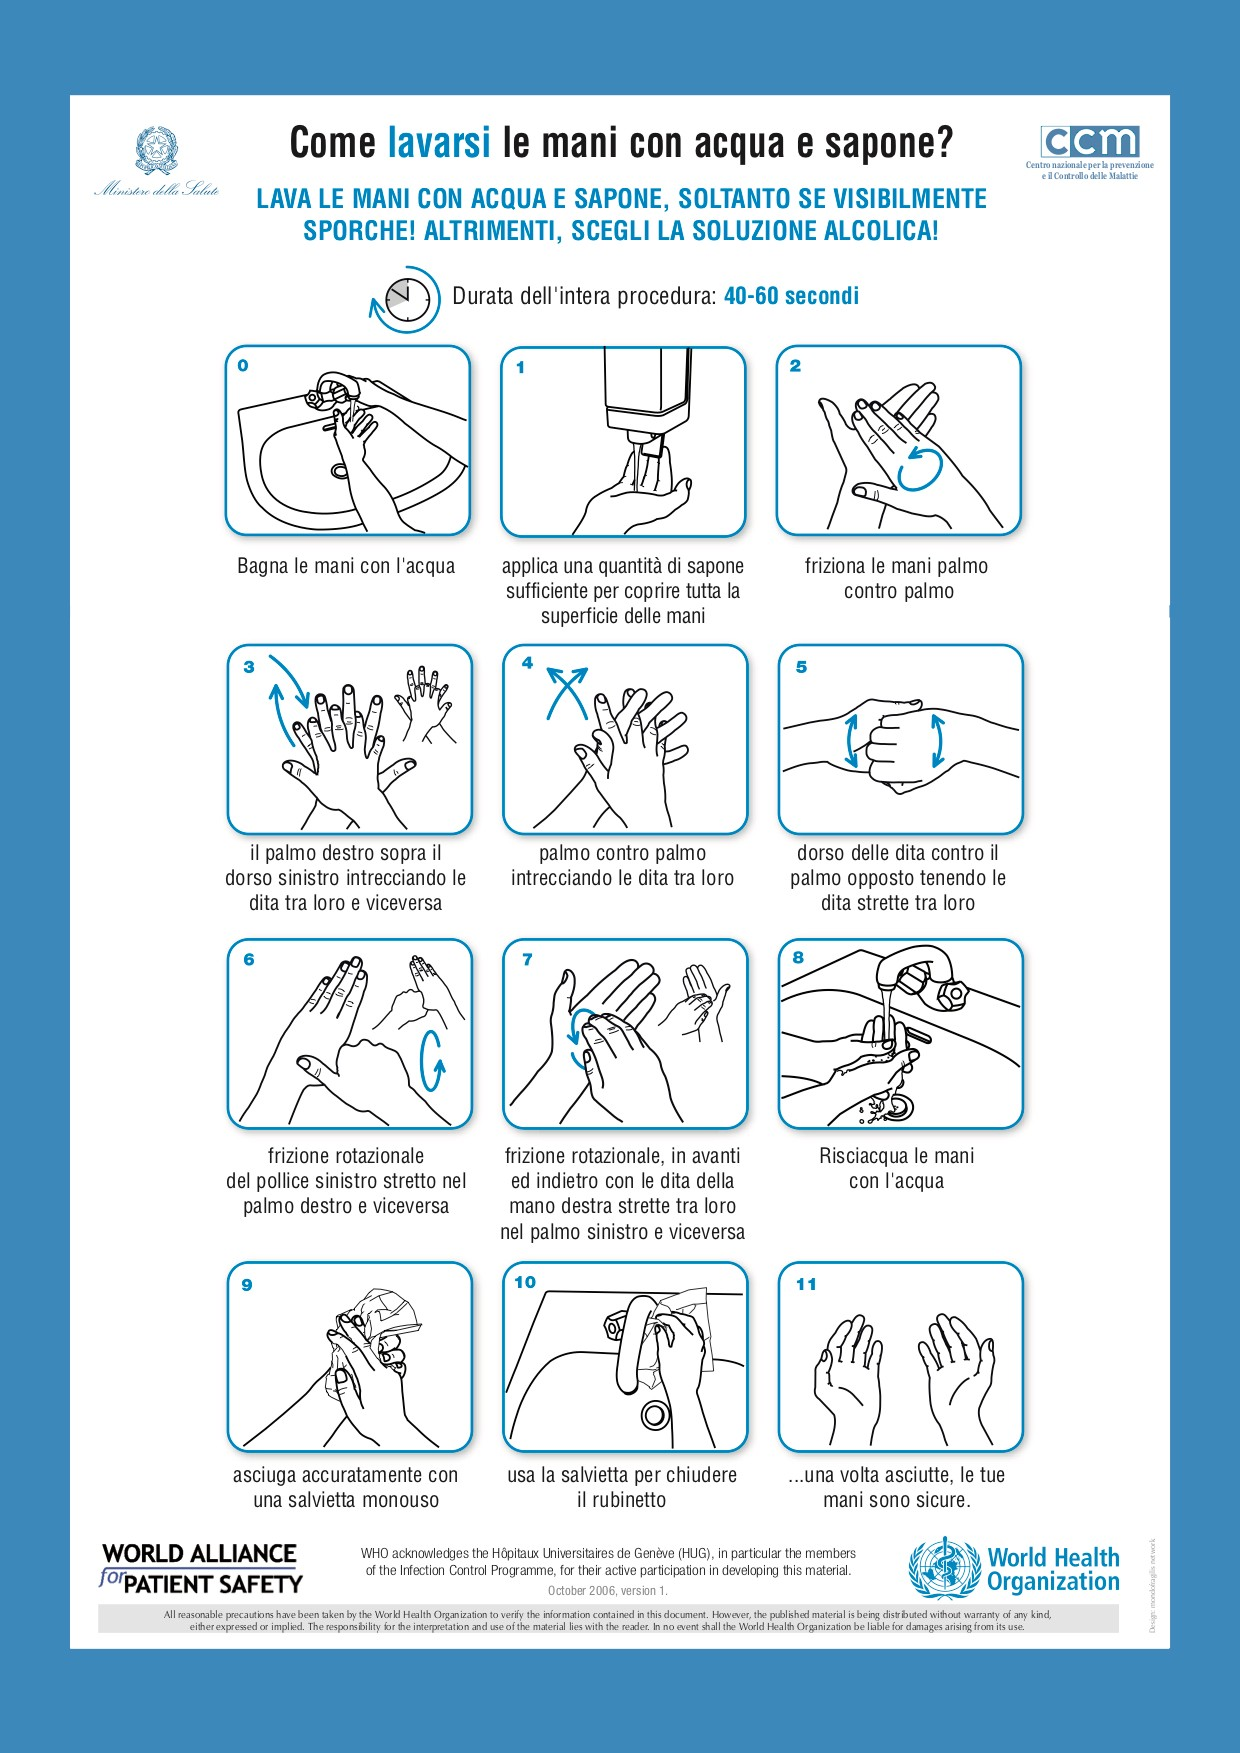 Ministero della Salute
Come lavarsi le mani con acqua e sapone?
ccm
Centro nazionale per la prevenzione
e il Controllo delle Malattie
LAVA LE MANI CON ACQUA E SAPONE, SOLTANTO SE VISIBILMENTE
SPORCHE! ALTRIMENTI, SCEGLI LA SOLUZIONE ALCOLICA!
Durata dell'intera procedura: 40-60 secondi
0
Bagna le mani con l'acqua
1
applica una quantità di sapone
sufficiente per coprire tutta la
superficie delle mani
2
friziona le mani palmo
contro palmo
3
il palmo destro sopra il
dorso sinistro intrecciando le
dita tra loro e viceversa
4
palmo contro palmo
intrecciando le dita tra loro
5
dorso delle dita contro il
palmo opposto tenendo le
dita strette tra loro
6
frizione rotazionale
del pollice sinistro stretto nel
palmo destro e viceversa
7
frizione rotazionale, in avanti
ed indietro con le dita della
mano destra strette tra loro
nel palmo sinistro e viceversa
8
Risciacqua le mani
con l'acqua
9
asciuga accuratamente con
una salvietta monouso
10
usa la salvietta per chiudere
il rubinetto
11
...una volta asciutte, le tue
mani sono sicure.
WORLD ALLIANCE
for PATIENT SAFETY
WHO acknowledges the Hôpitaux Universitaires de Genève (HUG), in particular the members
of the Infection Control Programme, for their active participation in developing this material.
October 2006, version 1.
World Health
Organization
All reasonable precautions have been taken by the World Health Organization to verify the information contained in this document. However, the published material is being distributed without warranty of any kind,
either expressed or implied. The responsibility for the interpretation and use of the material lies with the reader. In no event shall the World Health Organization be liable for damages arising from its use.
Design: mondofragilis network